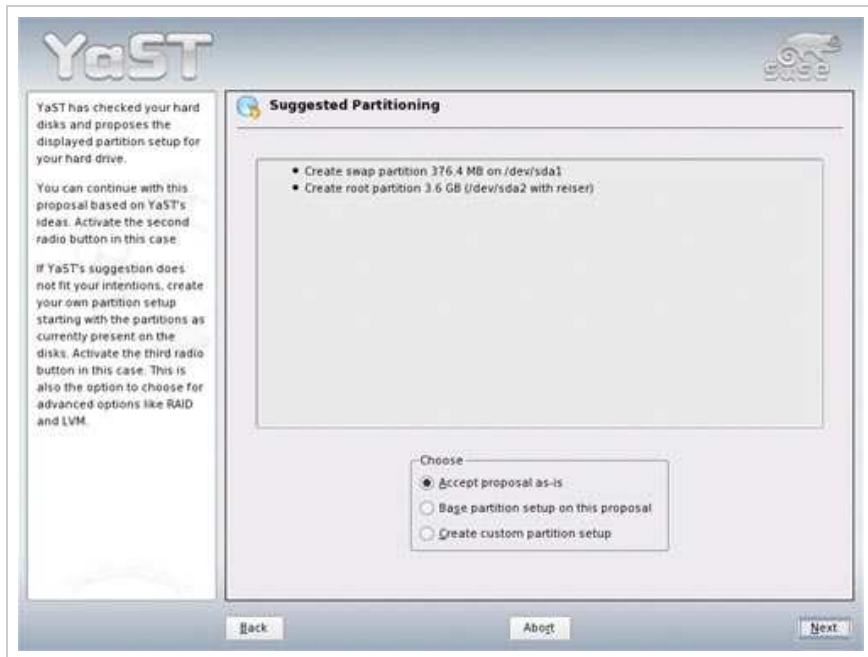 YaST
SUSE
YaST has checked your hard
disks and proposes the
displayed partition setup for
your hard drive.
You can continue with this
proposal based on YaST's
ideas. Activate the second
radio button in this case
If YaST's suggestion does
not fit your intentions, create
your own partition setup
starting with the partitions as
currently present on the
disks. Activate the third radio
button in this case. This is
also the option to choose for
advanced options like RAID
and LVM.
Suggested Partitioning
• Create swap partition 376.4 MB on /dev/sda1
• Create root partition 3.6 GB (/dev/sda2 with reiser)
Choose
Accept proposal as-is
Base partition setup on this proposal
Create custom partition setup
Back
Abort
Next